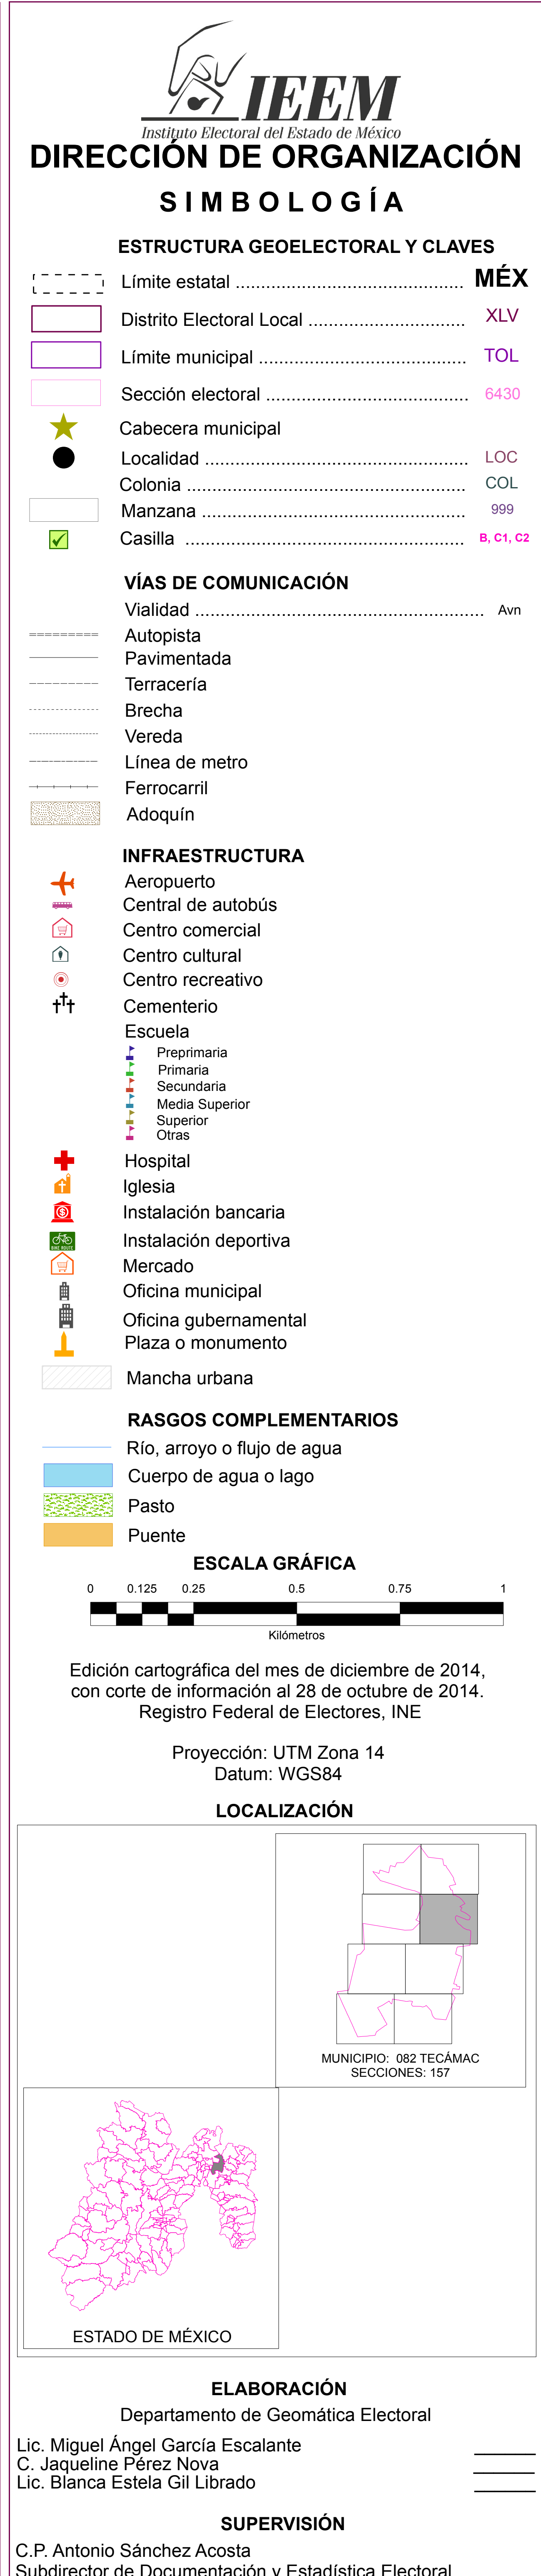 IEEM
Instituto Electoral del Estado de México
DIRECCIÓN DE ORGANIZACIÓN
SIMBOLOGÍA
ESTRUCTURA GEOELECTORAL Y CLAVES
Límite estatal ............................................ MÉX
Distrito Electoral Local ............................... XLV
Límite municipal ......................................... TOL
Sección electoral ........................................ 6430
Cabecera municipal
Localidad .................................................... LOC
Colonia ....................................................... COL
Manzana .................................................... 999
Casilla ....................................................... B, C1, C2
VÍAS DE COMUNICACIÓN
Vialidad ......................................................... Avn
Autopista
Pavimentada
Terracería
Brecha
Vereda
Línea de metro
Ferrocarril
Adoquín
INFRAESTRUCTURA
Aeropuerto
Central de autobús
Centro comercial
Centro cultural
Centro recreativo
Cementerio
Escuela
Preprimaria
Primaria
Secundaria
Media Superior
Superior
Otras
Hospital
Iglesia
Instalación bancaria
BIKE ROUTE Instalación deportiva
Mercado
Oficina municipal
Oficina gubernamental
Plaza o monumento
Mancha urbana
RASGOS COMPLEMENTARIOS
Río, arroyo o flujo de agua
Cuerpo de agua o lago
Pasto
Puente
ESCALA GRÁFICA
0 0.125 0.25 0.5 0.75 1
Kilómetros
Edición cartográfica del mes de diciembre de 2014,
con corte de información al 28 de octubre de 2014.
Registro Federal de Electores, INE
Proyección: UTM Zona 14
Datum: WGS84
LOCALIZACIÓN
MUNICIPIO: 082 TECÁMAC
SECCIONES: 157
ESTADO DE MÉXICO
ELABORACIÓN
Departamento de Geomática Electoral
Lic. Miguel Ángel García Escalante
C. Jaqueline Pérez Nova
Lic. Blanca Estela Gil Librado
SUPERVISIÓN
C.P. Antonio Sánchez Acosta
Subdirector de Documentación y Estadística Electoral